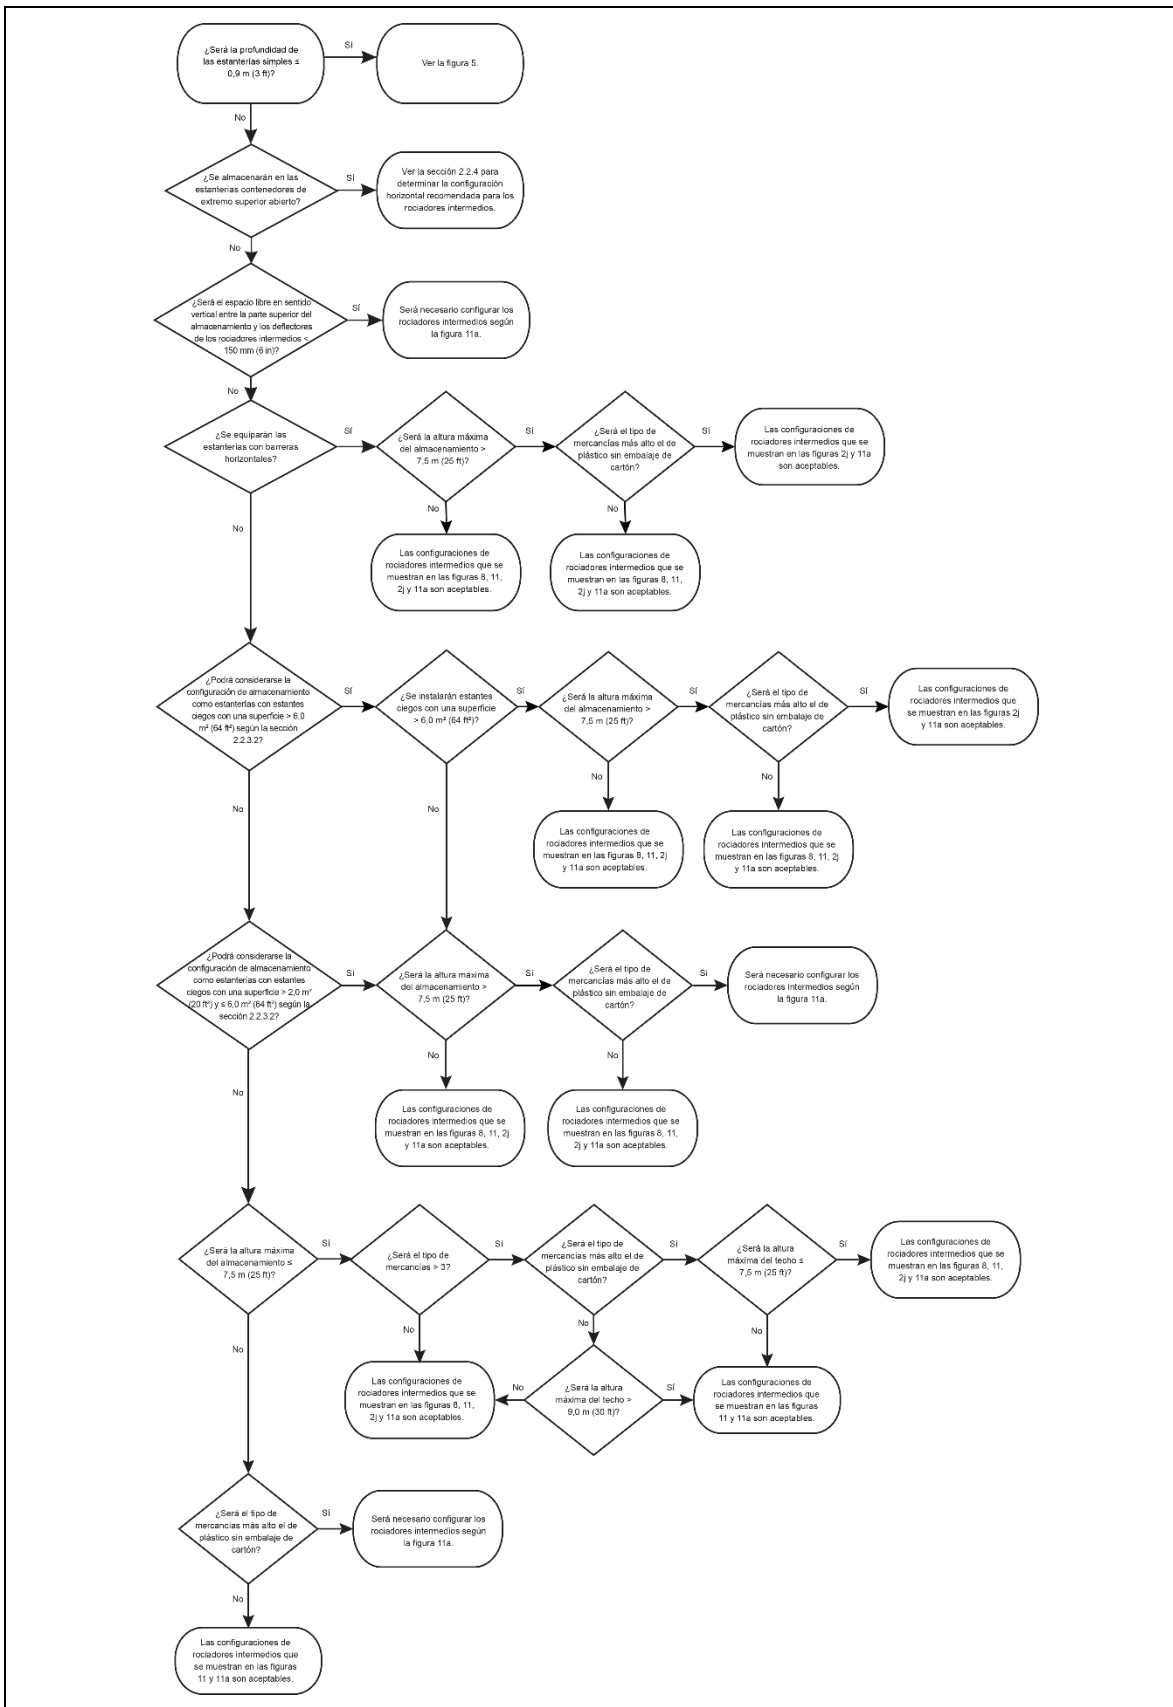 ¿Será la profundidad de
las estanterías simples ≤
0,9 m (3 ft)?
Sí
Ver la figura 5.
No
¿Se almacenarán en las
estanterías contenedores de
extremo superior abierto?
Sí
Ver la sección 2.2.4 para
determinar la configuración
horizontal recomendada para los
rociadores intermedios.
No
¿Será el espacio libre en sentido
vertical entre la parte superior del
almacenamiento y los deflectores
de los rociadores intermedios <
150 mm (6 in)?
Sí
Será necesario configurar los
rociadores intermedios según
la figura 11a.
No
¿Se equiparán las
estanterías con barreras
horizontales?
Sí
¿Será la altura máxima
del almacenamiento >
7,5 m (25 ft)?
Sí
¿Será el tipo de
mercancías más alto el de
plástico sin embalaje de
cartón?
Sí
Las configuraciones de
rociadores intermedios que se
muestran en las figuras 2j y 11a
son aceptables.
No
No
No
Las configuraciones de
rociadores intermedios que se
muestran en las figuras 8, 11,
2j y 11a son aceptables.
Las configuraciones de
rociadores intermedios que se
muestran en las figuras 8, 11,
2j y 11a son aceptables.
¿Podrá considerarse la
configuración de almacenamiento
como estanterías con estantes
ciegos con una superficie > 6,0
m² (64 ft²) según la sección
2.2.3.2?
Sí
¿Se instalarán estantes
ciegos con una superficie
> 6,0 m² (64 ft²)?
Sí
¿Será la altura máxima
del almacenamiento >
7,5 m (25 ft)?
Sí
¿Será el tipo de
mercancías más alto el de
plástico sin embalaje de
cartón?
Sí
Las configuraciones de
rociadores intermedios
que se muestran en las figuras 2j
y 11a son aceptables.
No
No
No
No
Las configuraciones de
rociadores intermedios que se
muestran en las figuras 8, 11, 2j
y 11a son aceptables.
Las configuraciones de
rociadores intermedios que se
muestran en las figuras 8, 11, 2j
y 11a son aceptables.
¿Podrá considerarse la
configuración de almacenamiento
como estanterías con estantes
ciegos con una superficie > 2,0 m²
(20 ft²) y ≤ 6,0 m² (64 ft²) según la
sección 2.2.3.2?
Sí
¿Será la altura máxima
del almacenamiento >
7,5 m (25 ft)?
Sí
¿Será el tipo de
mercancías más alto el de
plástico sin embalaje de
cartón?
Sí
Será necesario configurar los
rociadores intermedios según
la figura 11a.
No
No
No
Las configuraciones de
rociadores intermedios que se
muestran en las figuras 8, 11, 2j
y 11a son aceptables.
Las configuraciones de
rociadores intermedios que se
muestran en las figuras 8, 11,
2j y 11a son aceptables.
¿Será la altura máxima
del almacenamiento ≤
7,5 m (25 ft)?
Sí
¿Será el tipo de
mercancías > 3?
Sí
¿Será el tipo de
mercancías más alto el de
plástico sin embalaje de
cartón?
Sí
¿Será la altura
máxima del techo ≤
7,5 m (25 ft)?
Sí
Las configuraciones de
rociadores intermedios que se
muestran en las figuras 8, 11,
2j y 11a son aceptables.
No
No
No
No
Las configuraciones de
rociadores intermedios que se
muestran en las figuras 8, 11,
2j y 11a son aceptables.
No
¿Será la altura
máxima del techo >
9,0 m (30 ft)?
Sí
Las configuraciones de
rociadores intermedios que
se muestran en las figuras
11 y 11a son aceptables.
¿Será el tipo de
mercancías más alto el de
plástico sin embalaje de
cartón?
Sí
Será necesario configurar los
rociadores intermedios según
la figura 11a.
No
Las configuraciones de
rociadores intermedios que
se muestran en las figuras
11 y 11a son aceptables.